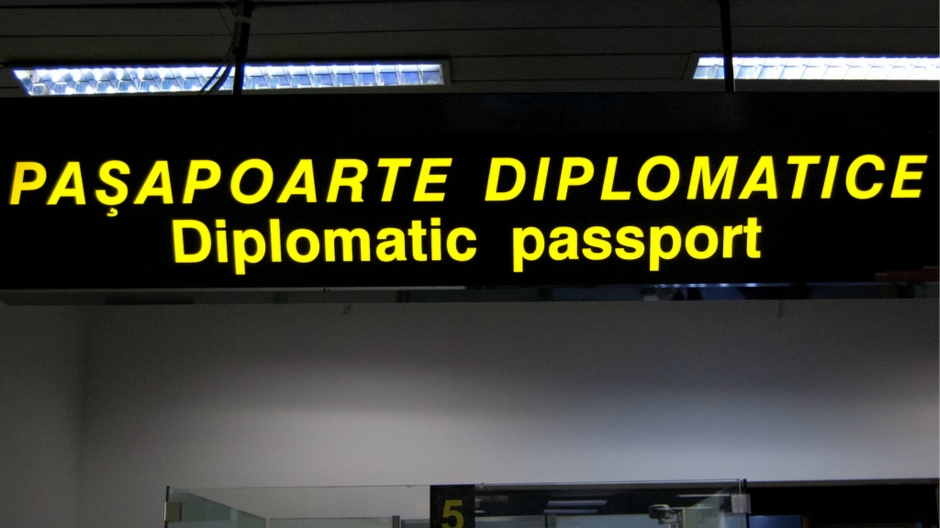 PAŞAPOARTE DIPLOMATICE
Diplomatic passport
5